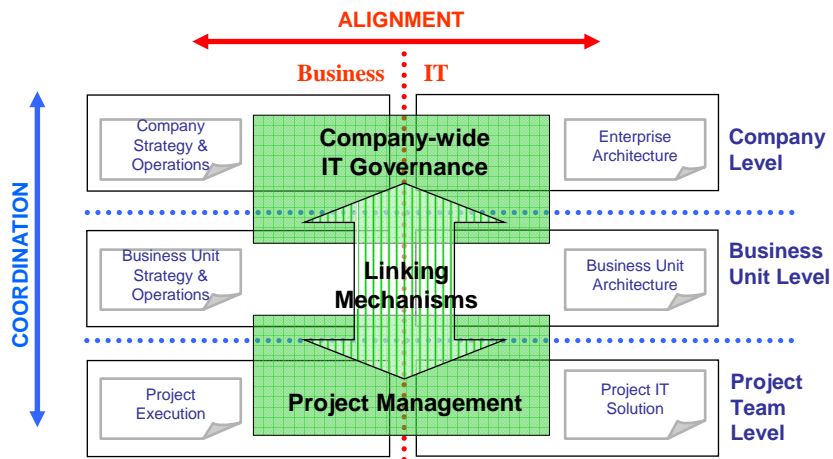 ALIGNMENT
Business
IT
Company
Strategy &
Operations
Company-wide
IT Governance
Enterprise
Architecture
Company
Level
COORDINATION
Business Unit
Strategy &
Operations
Linking
Mechanisms
Business Unit
Architecture
Business
Unit Level
Project
Execution
Project Management
Project IT
Solution
Project
Team
Level